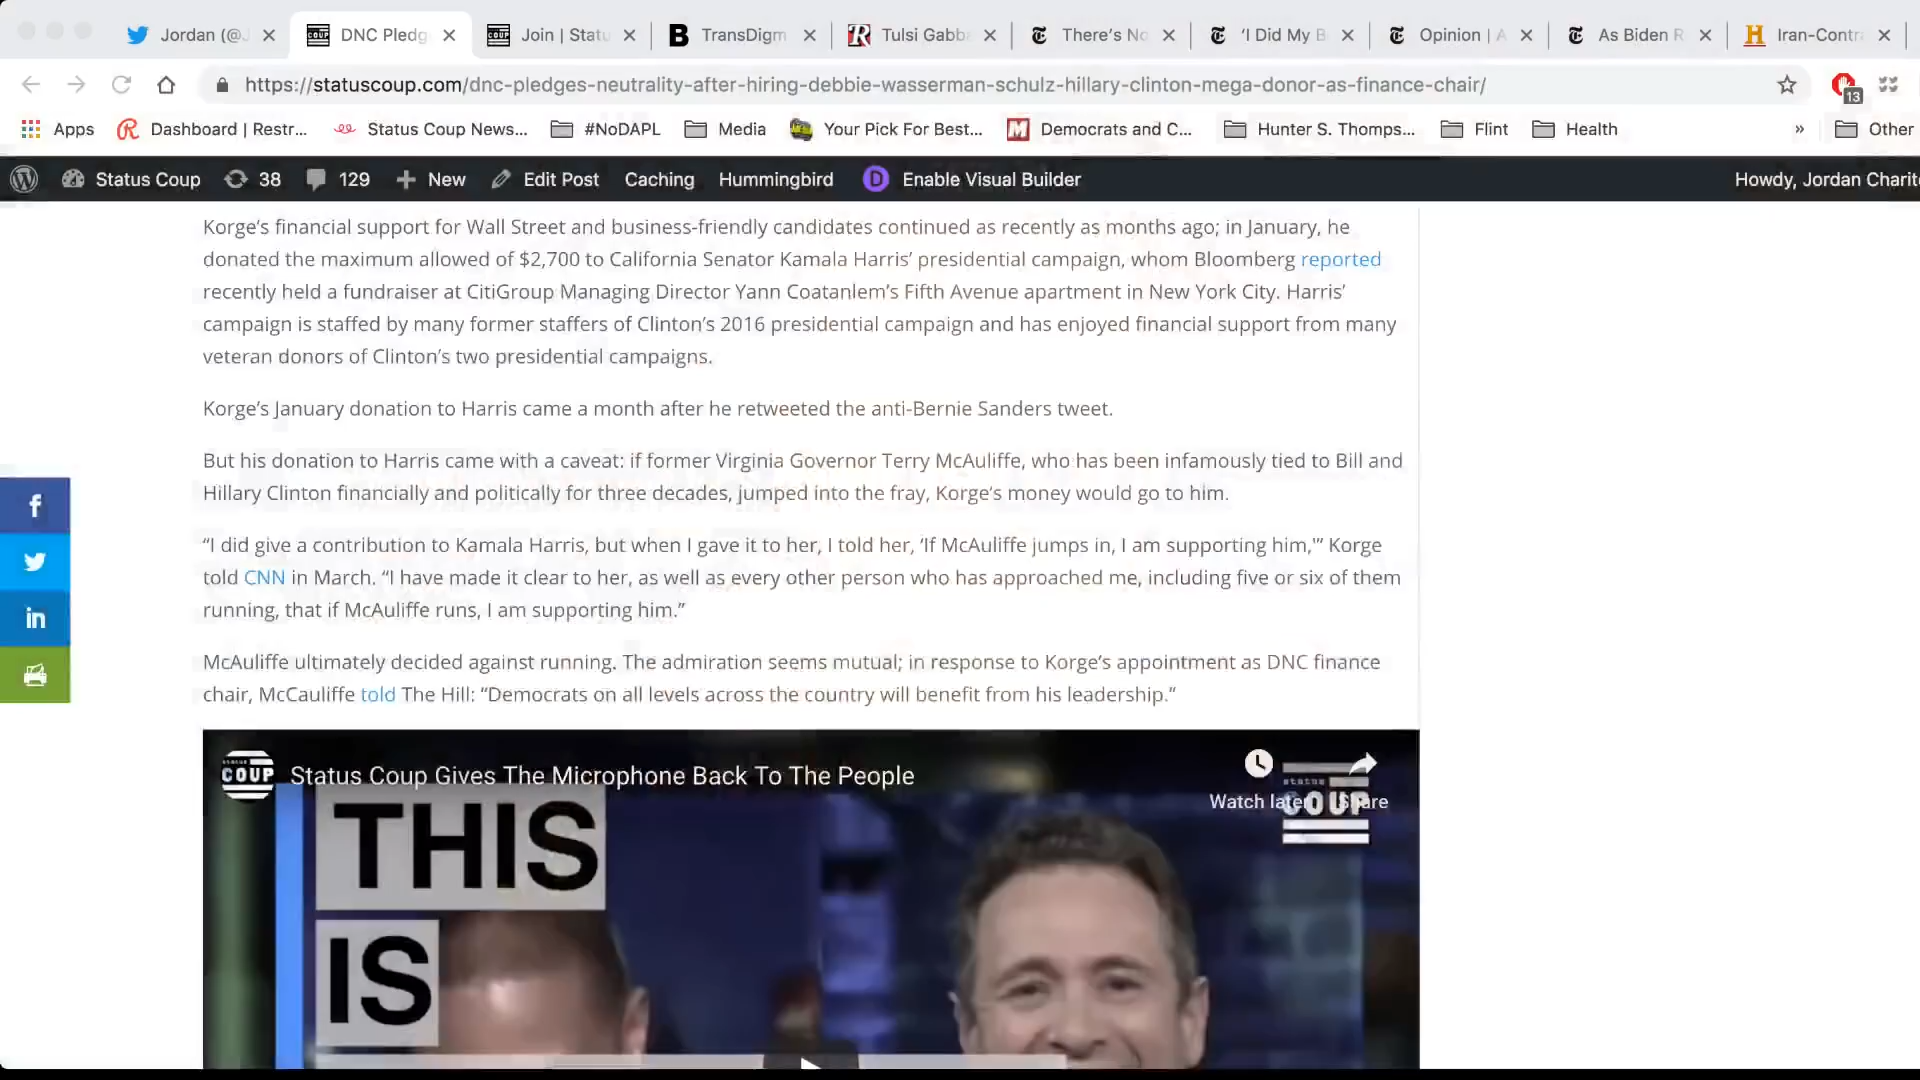 Jordan (@J
DNC Pledg
Join | Statu
TransDigm
Tulsi Gabba
There's No
'I Did My B
Opinion | A
As Biden R
Iran-Contra
https://statuscoup.com/dnc-pledges-neutrality-after-hiring-debbie-wasserman-schulz-hillary-clinton-mega-donor-as-finance-chair/
13
Apps
Dashboard | Restr...
Status Coup News...
#NoDAPL
Media
Your Pick For Best...
Democrats and C...
Hunter S. Thomps...
Flint
Health
»
Other
Status Coup
38
129
New
Edit Post
Caching
Hummingbird
Enable Visual Builder
Howdy, Jordan Charit
Korge's financial support for Wall Street and business-friendly candidates continued as recently as months ago; in January, he
donated the maximum allowed of $2,700 to California Senator Kamala Harris' presidential campaign, whom Bloomberg reported
recently held a fundraiser at CitiGroup Managing Director Yann Coatanlem's Fifth Avenue apartment in New York City. Harris'
campaign is staffed by many former staffers of Clinton's 2016 presidential campaign and has enjoyed financial support from many
veteran donors of Clinton's two presidential campaigns.
Korge's January donation to Harris came a month after he retweeted the anti-Bernie Sanders tweet.
But his donation to Harris came with a caveat: if former Virginia Governor Terry McAuliffe, who has been infamously tied to Bill and
Hillary Clinton financially and politically for three decades, jumped into the fray, Korge's money would go to him.
“I did give a contribution to Kamala Harris, but when I gave it to her, I told her, ‘If McAuliffe jumps in, I am supporting him,'” Korge
told CNN in March. “I have made it clear to her, as well as every other person who has approached me, including five or six of them
running, that if McAuliffe runs, I am supporting him.”
McAuliffe ultimately decided against running. The admiration seems mutual; in response to Korge's appointment as DNC finance
chair, McCauliffe told The Hill: “Democrats on all levels across the country will benefit from his leadership.”
status
COUP
Status Coup Gives The Microphone Back To The People
Watch later
Share
status
COUP
THIS
IS